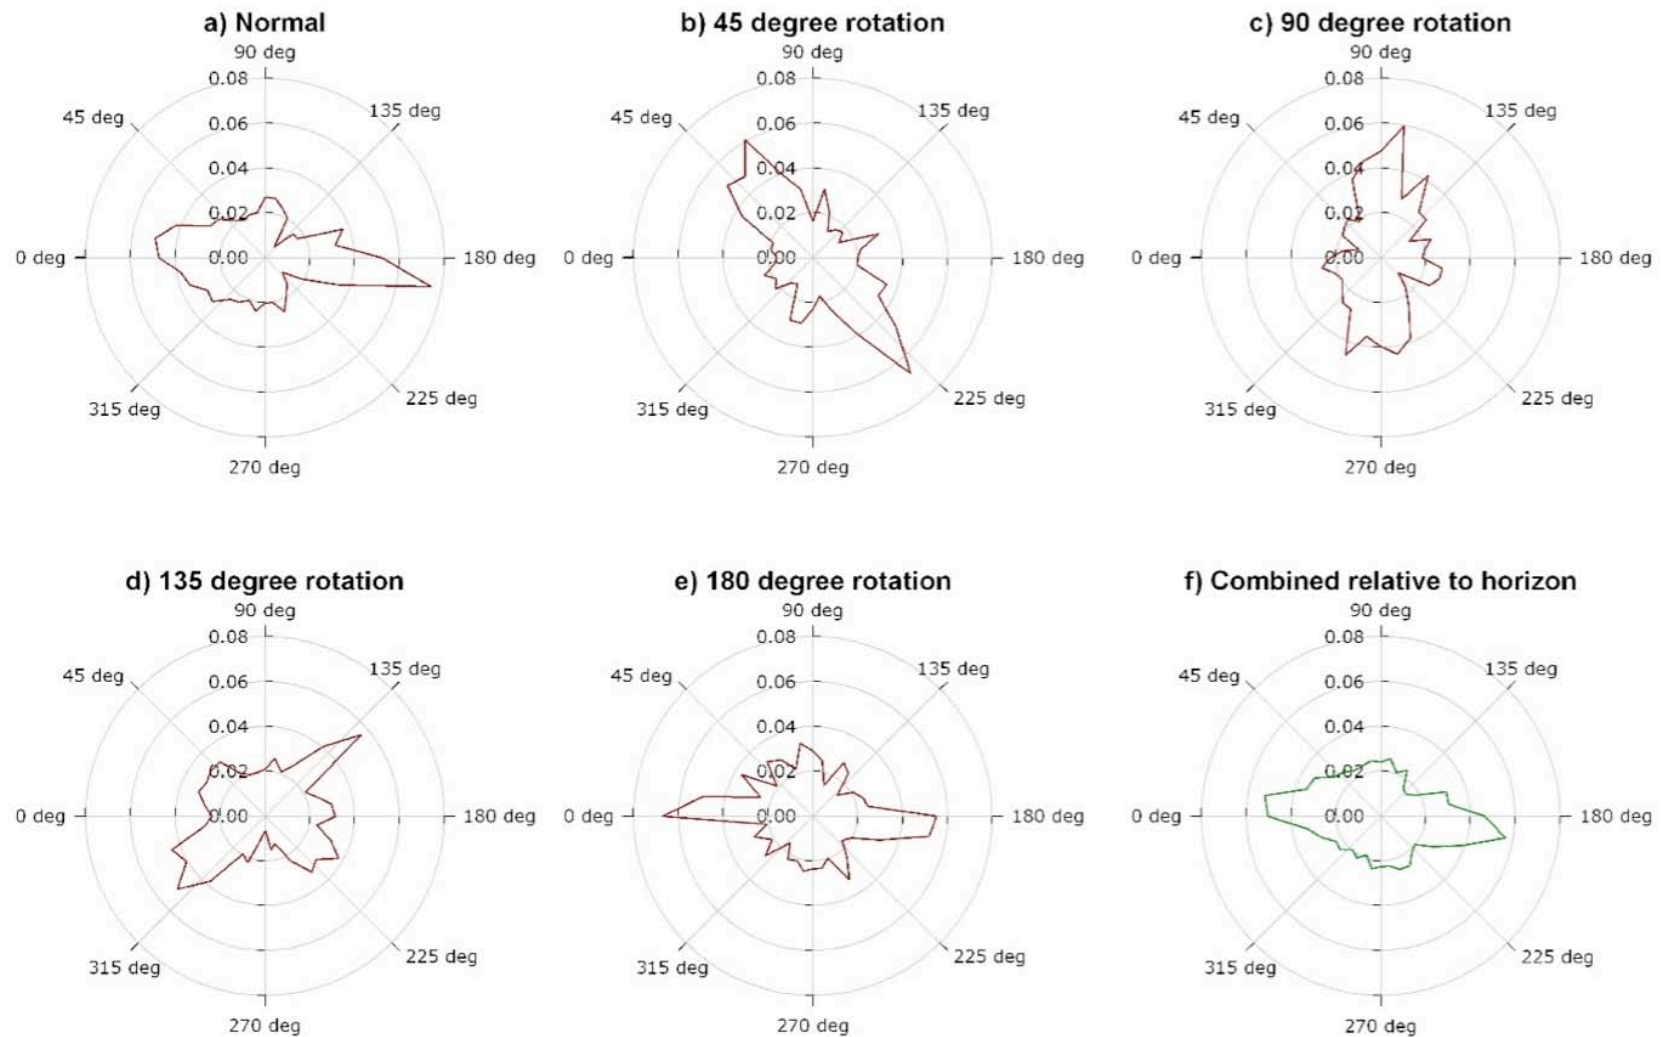 a) Normal
b) 45 degree rotation
c) 90 degree rotation
90 deg
90 deg
90 deg
0.08
0.08
0.08
45 deg
0.06
135 deg
45 deg
0.06
135 deg
45 deg
0.06
135 deg
0.04
0.04
0.04
0.02
0.02
0.02
0 deg
0.00
180 deg
0 deg
0.00
180 deg
0 deg
0.00
180 deg
315 deg
225 deg
315 deg
225 deg
315 deg
225 deg
270 deg
270 deg
270 deg
d) 135 degree rotation
e) 180 degree rotation
f) Combined relative to horizon
90 deg
90 deg
90 deg
0.08
0.08
0.08
45 deg
0.06
135 deg
45 deg
0.06
135 deg
45 deg
0.06
135 deg
0.04
0.04
0.04
0.02
0.02
0.02
0 deg
0.00
180 deg
0 deg
0.00
180 deg
0 deg
0.00
180 deg
315 deg
225 deg
315 deg
225 deg
315 deg
225 deg
270 deg
270 deg
270 deg